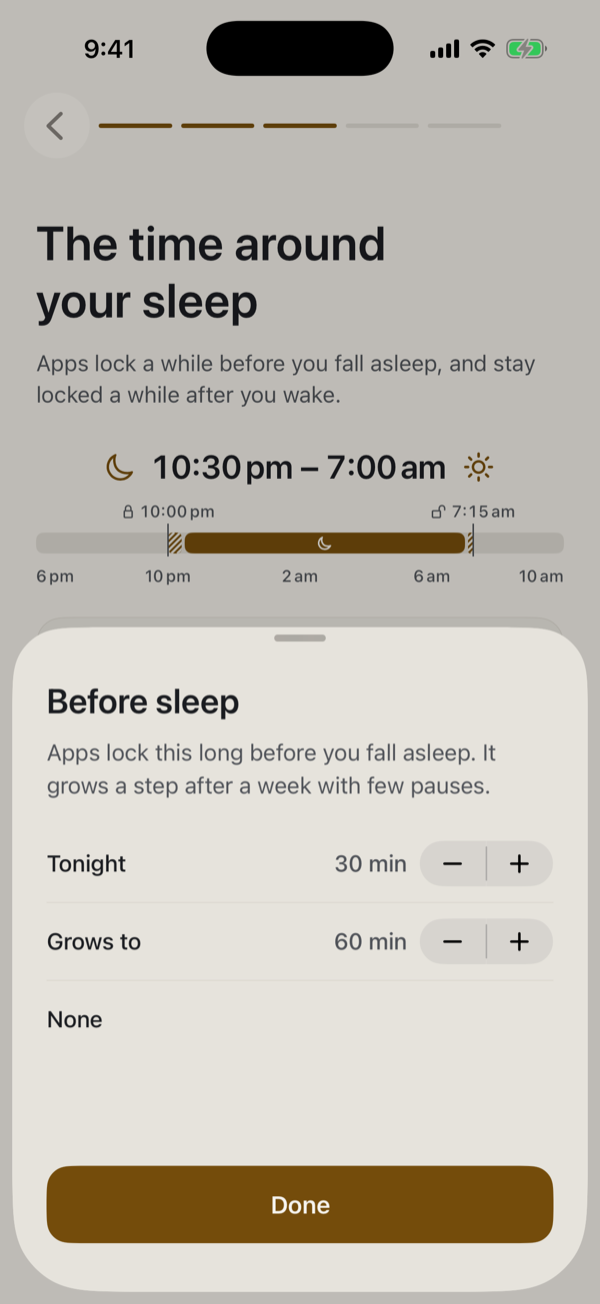 9:41
The time around
your sleep
Apps lock a while before you fall asleep, and stay
locked a while after you wake.
10:30 pm – 7:00 am
10:00 pm
7:15 am
6 pm
10 pm
2 am
6 am
10 am
Before sleep
Apps lock this long before you fall asleep. It
grows a step after a week with few pauses.
Tonight
30 min
Grows to
60 min
None
Done